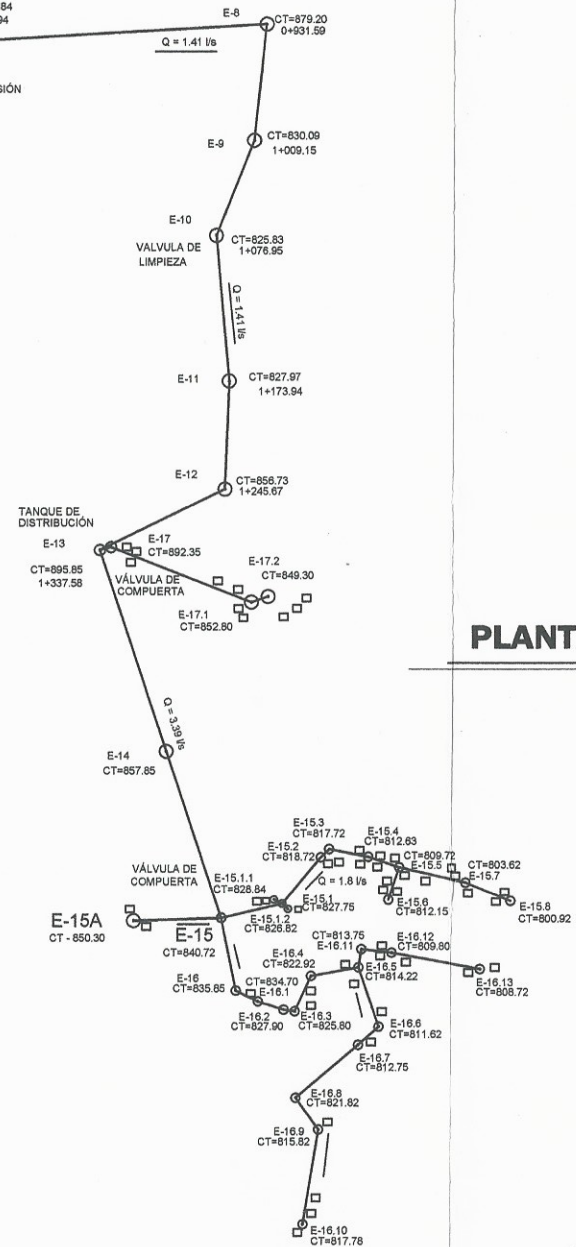 84
94
E-8
CT=879.20
0+931.59
Q = 1.41 l/s
SIÓN
E-9
CT=830.09
1+009.15
E-10
CT=825.83
1+076.95
VALVULA DE
LIMPIEZA
Q = 1.41 l/s
E-11
CT=827.97
1+173.94
E-12
CT=856.73
1+245.67
TANQUE DE
DISTRIBUCIÓN
E-13
CT=895.85
1+337.58
E-17
CT=892.35
VÁLVULA DE
COMPUERTA
E-17.2
CT=849.30
E-17.1
CT=852.80
PLANT
Q = 3.39 l/s
E-14
CT=857.85
E-15.3
CT=817.72
E-15.2
CT=818.72
E-15.4
CT=812.63
CT=809.72
E-15.5
CT=803.62
E-15.7
VÁLVULA DE
COMPUERTA
E-15.1.1
CT=828.84
Q = 1.8 l/s
E-15.1
CT=827.75
E-15.6
CT=812.15
E-15.8
CT=800.92
E-15A
CT - 850.30
E-15
CT=840.72
E-15.1.2
CT=826.82
CT=813.75
E-16.11
E-16.12
CT=809.80
E-16.4
CT=822.92
E-16.5
CT=814.22
E-16.13
CT=808.72
E-16
CT=835.85
CT=834.70
E-16.1
E-16.2
CT=827.90
E-16.3
CT=825.80
E-16.6
CT=811.62
E-16.7
CT=812.75
E-16.8
CT=821.82
E-16.9
CT=815.82
E-16.10
CT=817.78